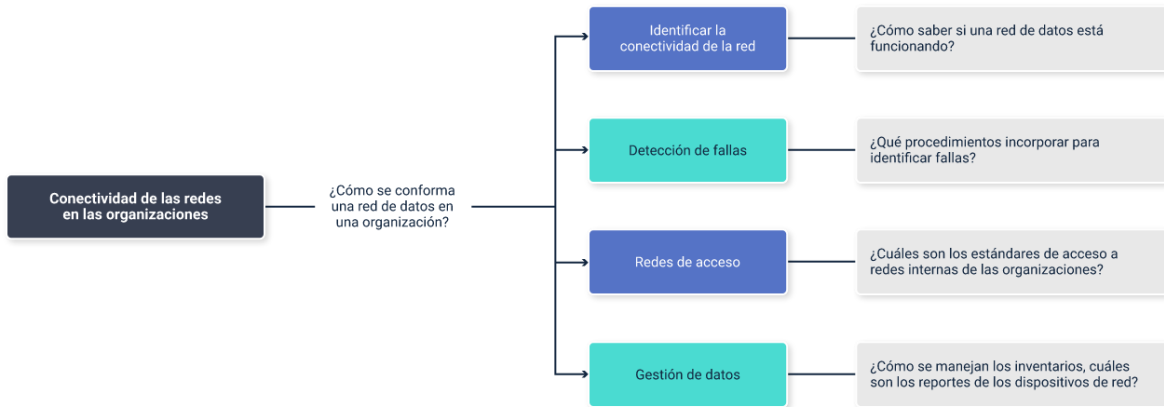 Conectividad de las redes
en las organizaciones
¿Cómo se conforma
una red de datos en
una organización?
Identificar la
conectividad de la red
¿Cómo saber si una red de datos está
funcionando?
Detección de fallas
¿Qué procedimientos incorporar para
identificar fallas?
Redes de acceso
¿Cuáles son los estándares de acceso a
redes internas de las organizaciones?
Gestión de datos
¿Cómo se manejan los inventarios, cuáles
son los reportes de los dispositivos de red?